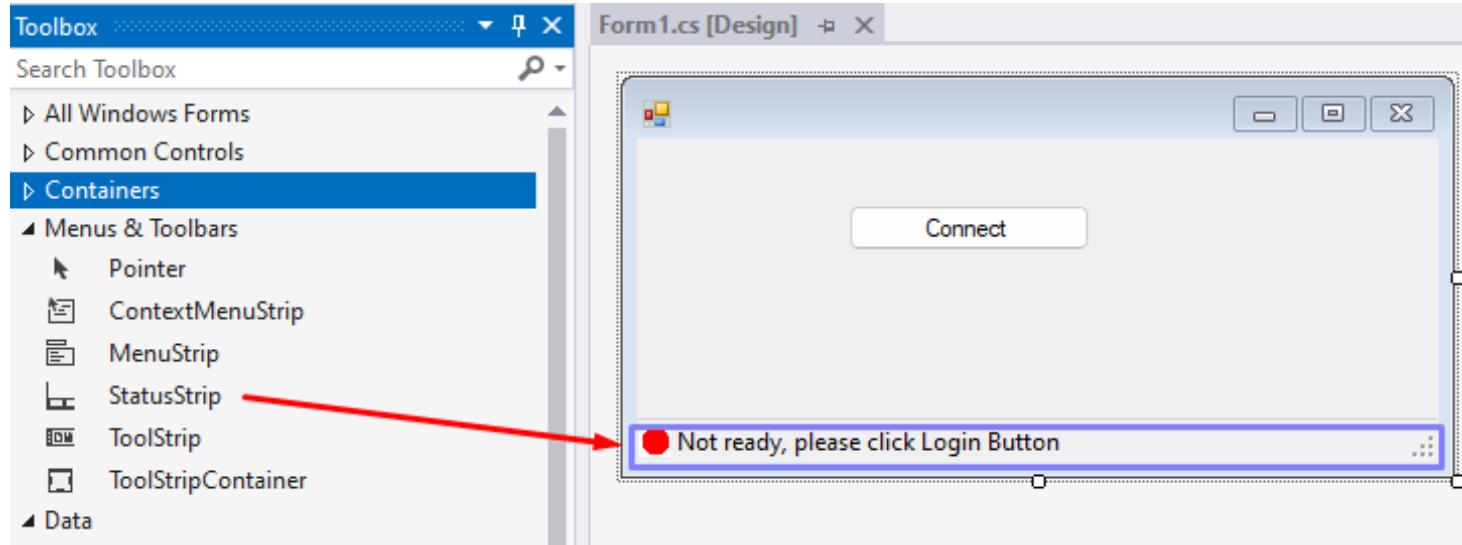 Toolbox
Search Toolbox
All Windows Forms
Common Controls
Containers
Menus & Toolbars
Pointer
ContextMenuStrip
MenuStrip
StatusStrip
ToolStrip
ToolStripContainer
Data
Form1.cs [Design]
Connect
Not ready, please click Login Button